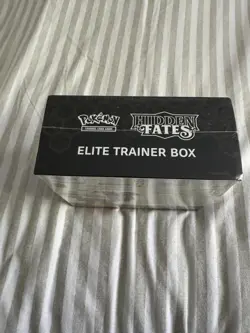 Pokémon HIDDEN
TRADING CARD GAME FATES
ELITE TRAINER BOX